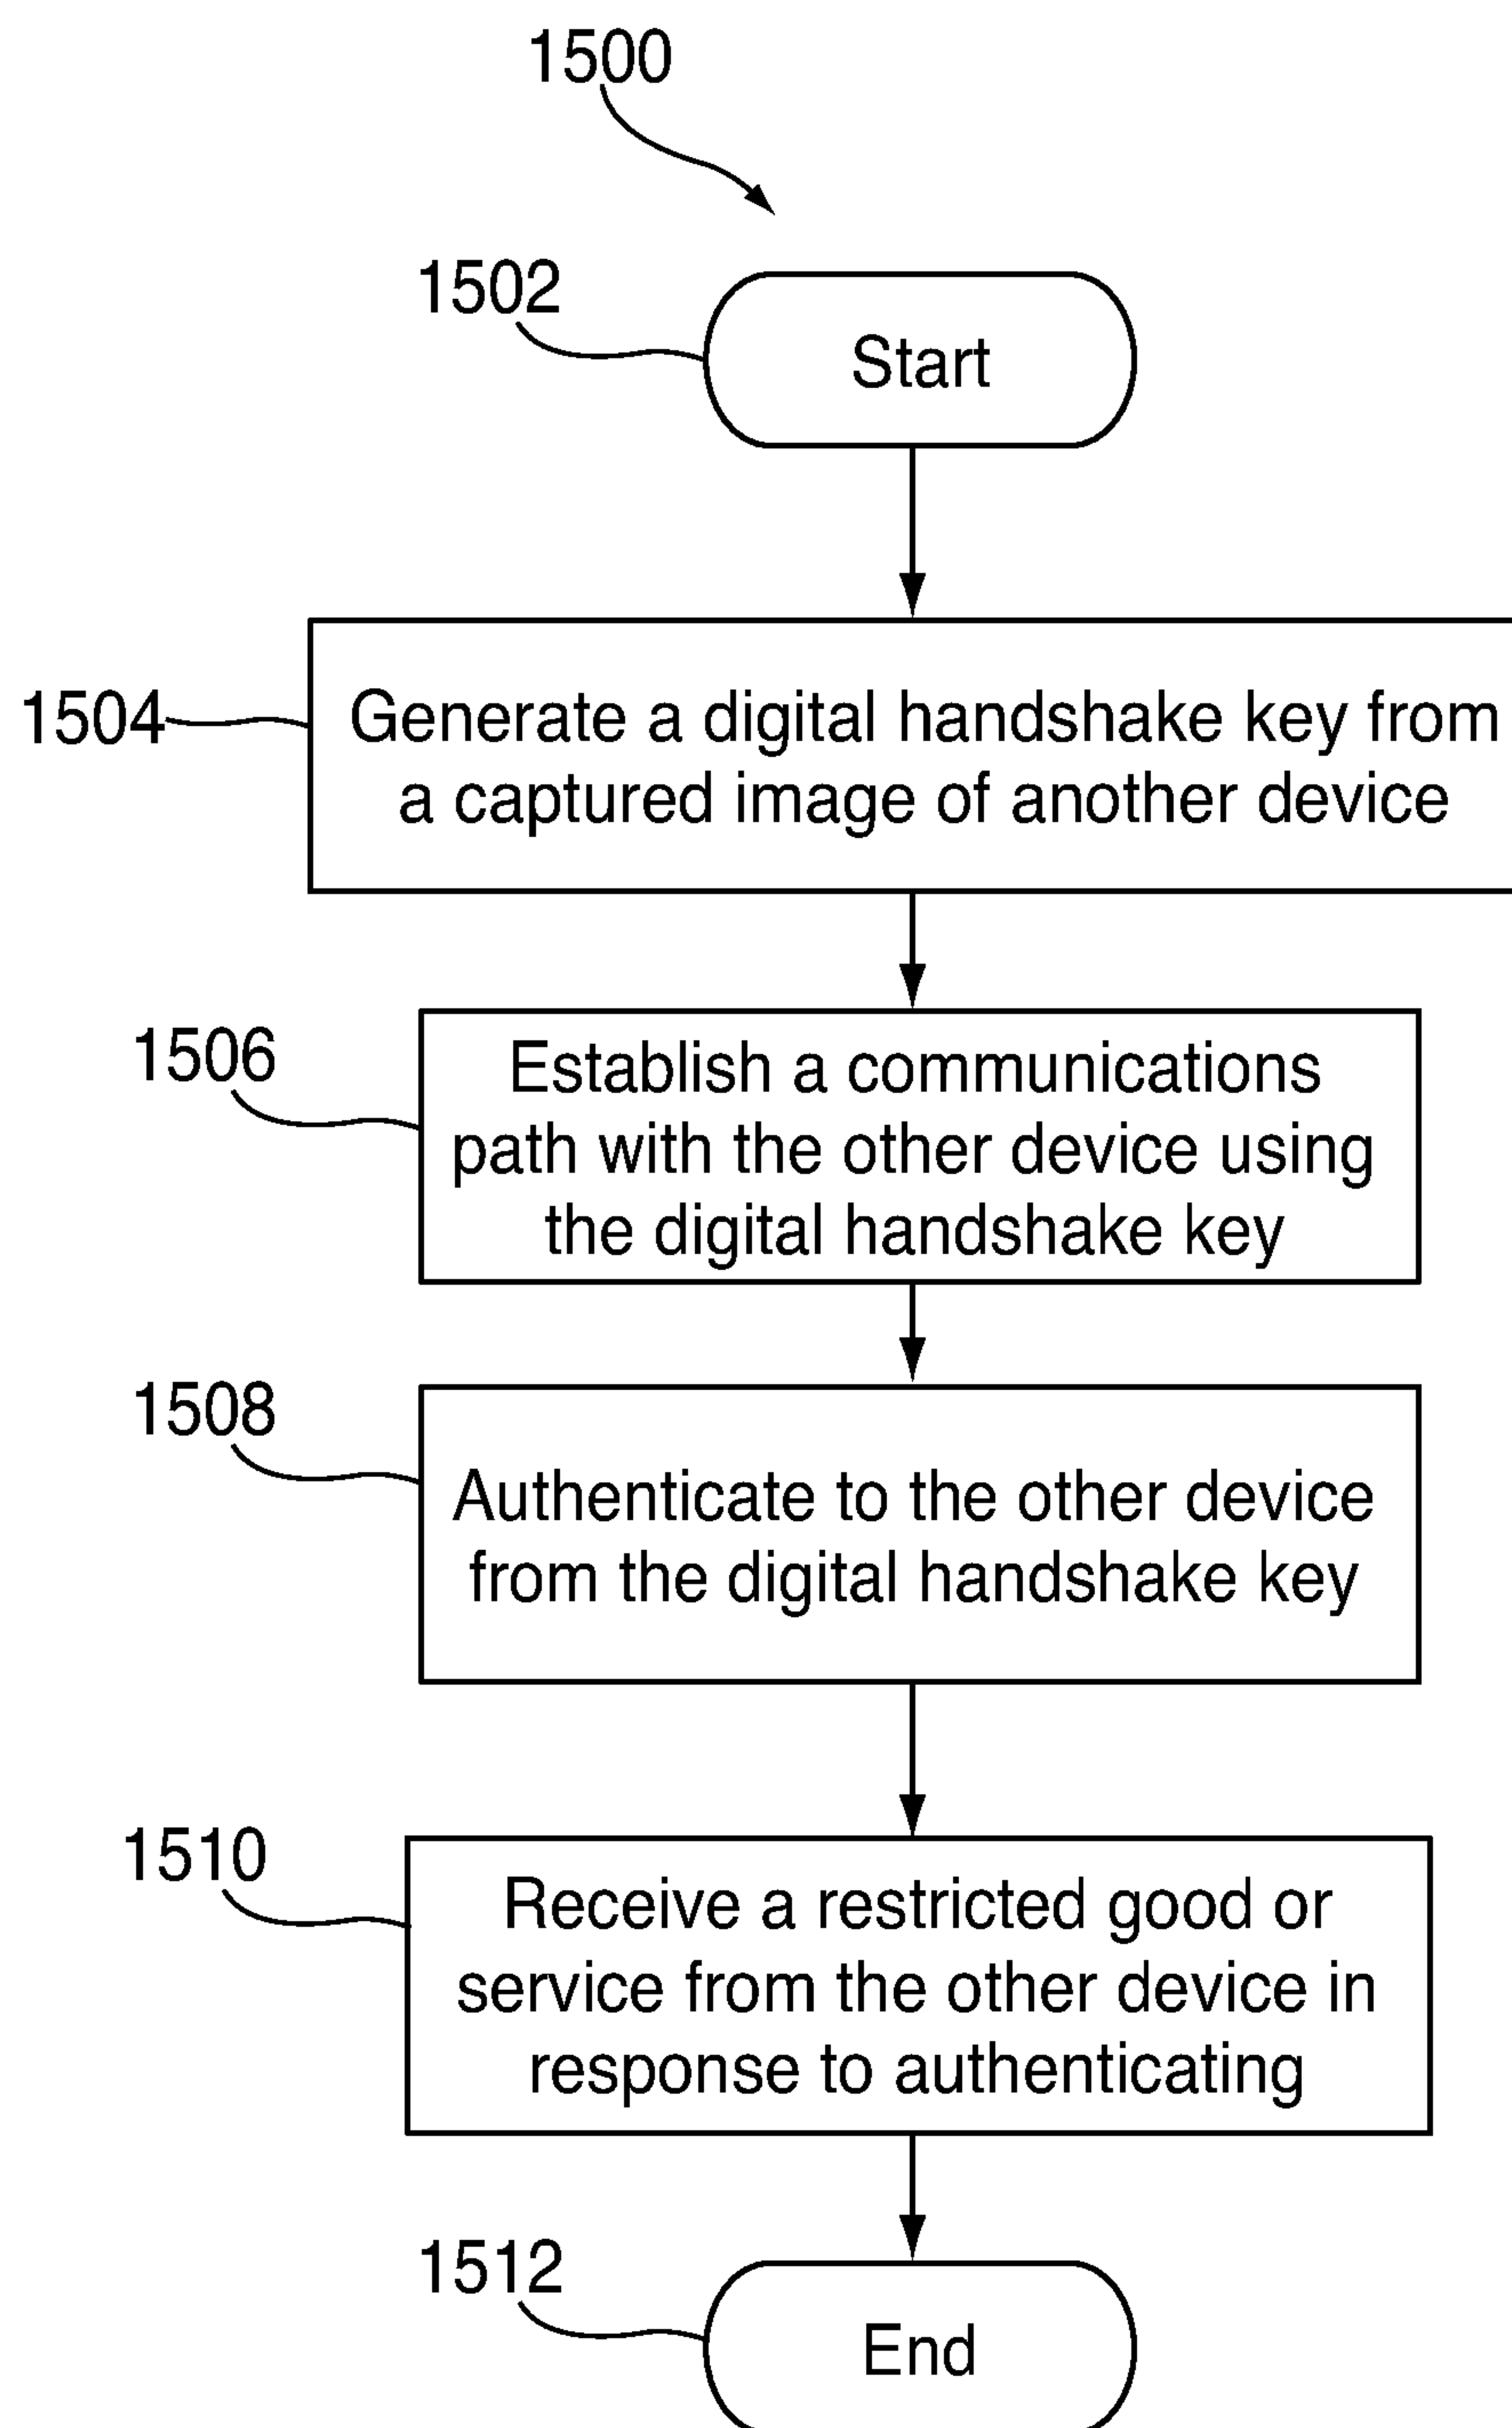 1500
1502
Start
1504
Generate a digital handshake key from
a captured image of another device
1506
Establish a communications
path with the other device using
the digital handshake key
1508
Authenticate to the other device
from the digital handshake key
1510
Receive a restricted good or
service from the other device in
response to authenticating
1512
End